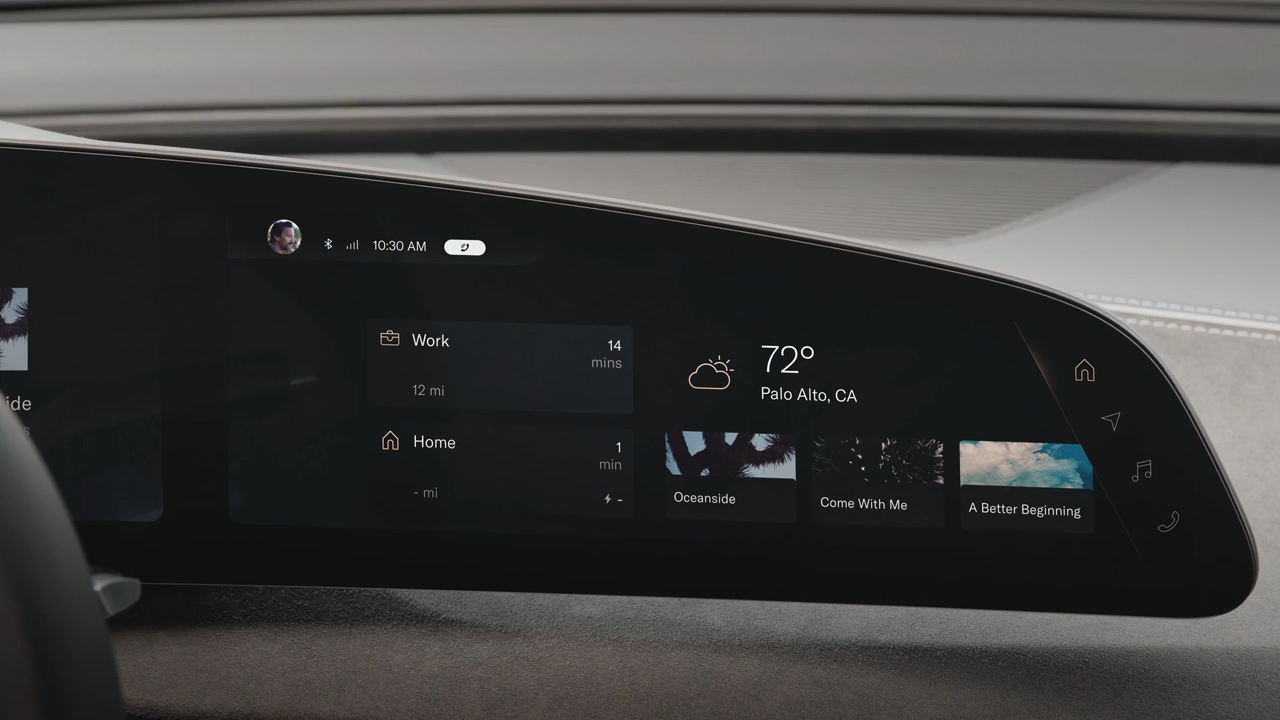 10:30 AM
Work
14
mins
12 mi
Home
1
min
- mi
-
72°
Palo Alto, CA
Oceanside
Come With Me
A Better Beginning
ide